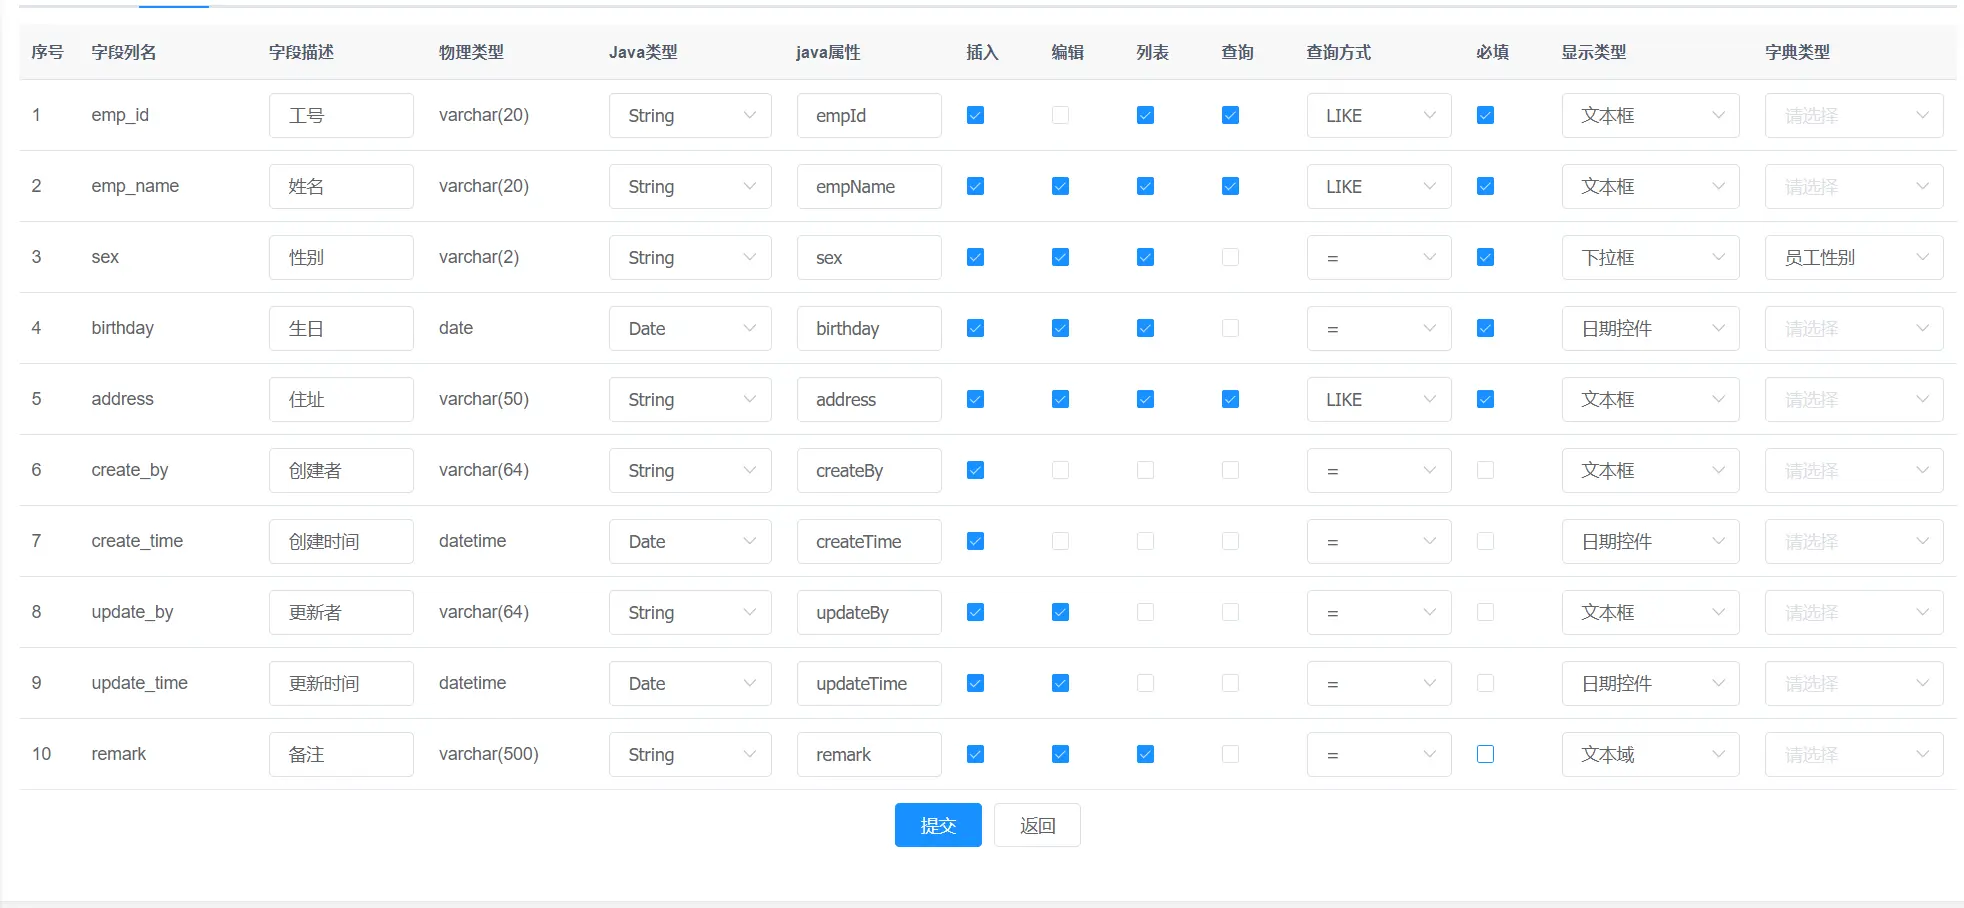 序号 字段列名 字段描述 物理类型 Java类型 java属性 插入 编辑 列表 查询 查询方式 必填 显示类型 字典类型
1 emp_id 工号 varchar(20) String empId LIKE 文本框 请选择
2 emp_name 姓名 varchar(20) String empName LIKE 文本框 请选择
3 sex 性别 varchar(2) String sex = 下拉框 员工性别
4 birthday 生日 date Date birthday = 日期控件 请选择
5 address 住址 varchar(50) String address LIKE 文本框 请选择
6 create_by 创建者 varchar(64) String createBy = 文本框 请选择
7 create_time 创建时间 datetime Date createTime = 日期控件 请选择
8 update_by 更新者 varchar(64) String updateBy = 文本框 请选择
9 update_time 更新时间 datetime Date updateTime = 日期控件 请选择
10 remark 备注 varchar(500) String remark = 文本域 请选择
提交 返回